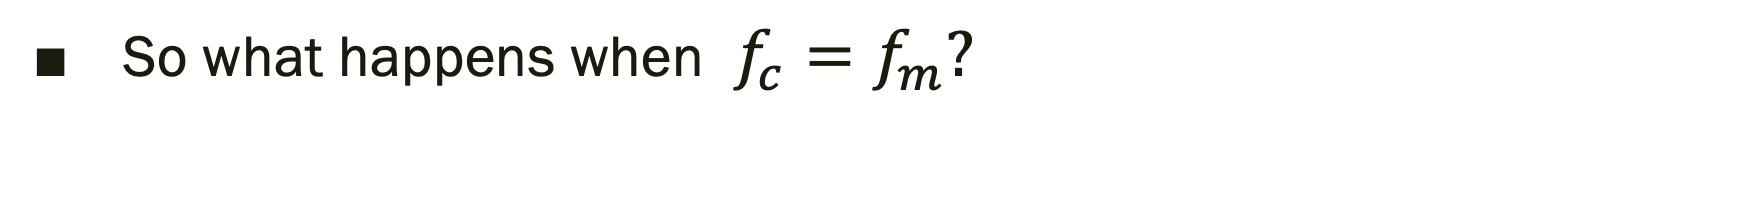 ■ So what happens when f_c = f_m?